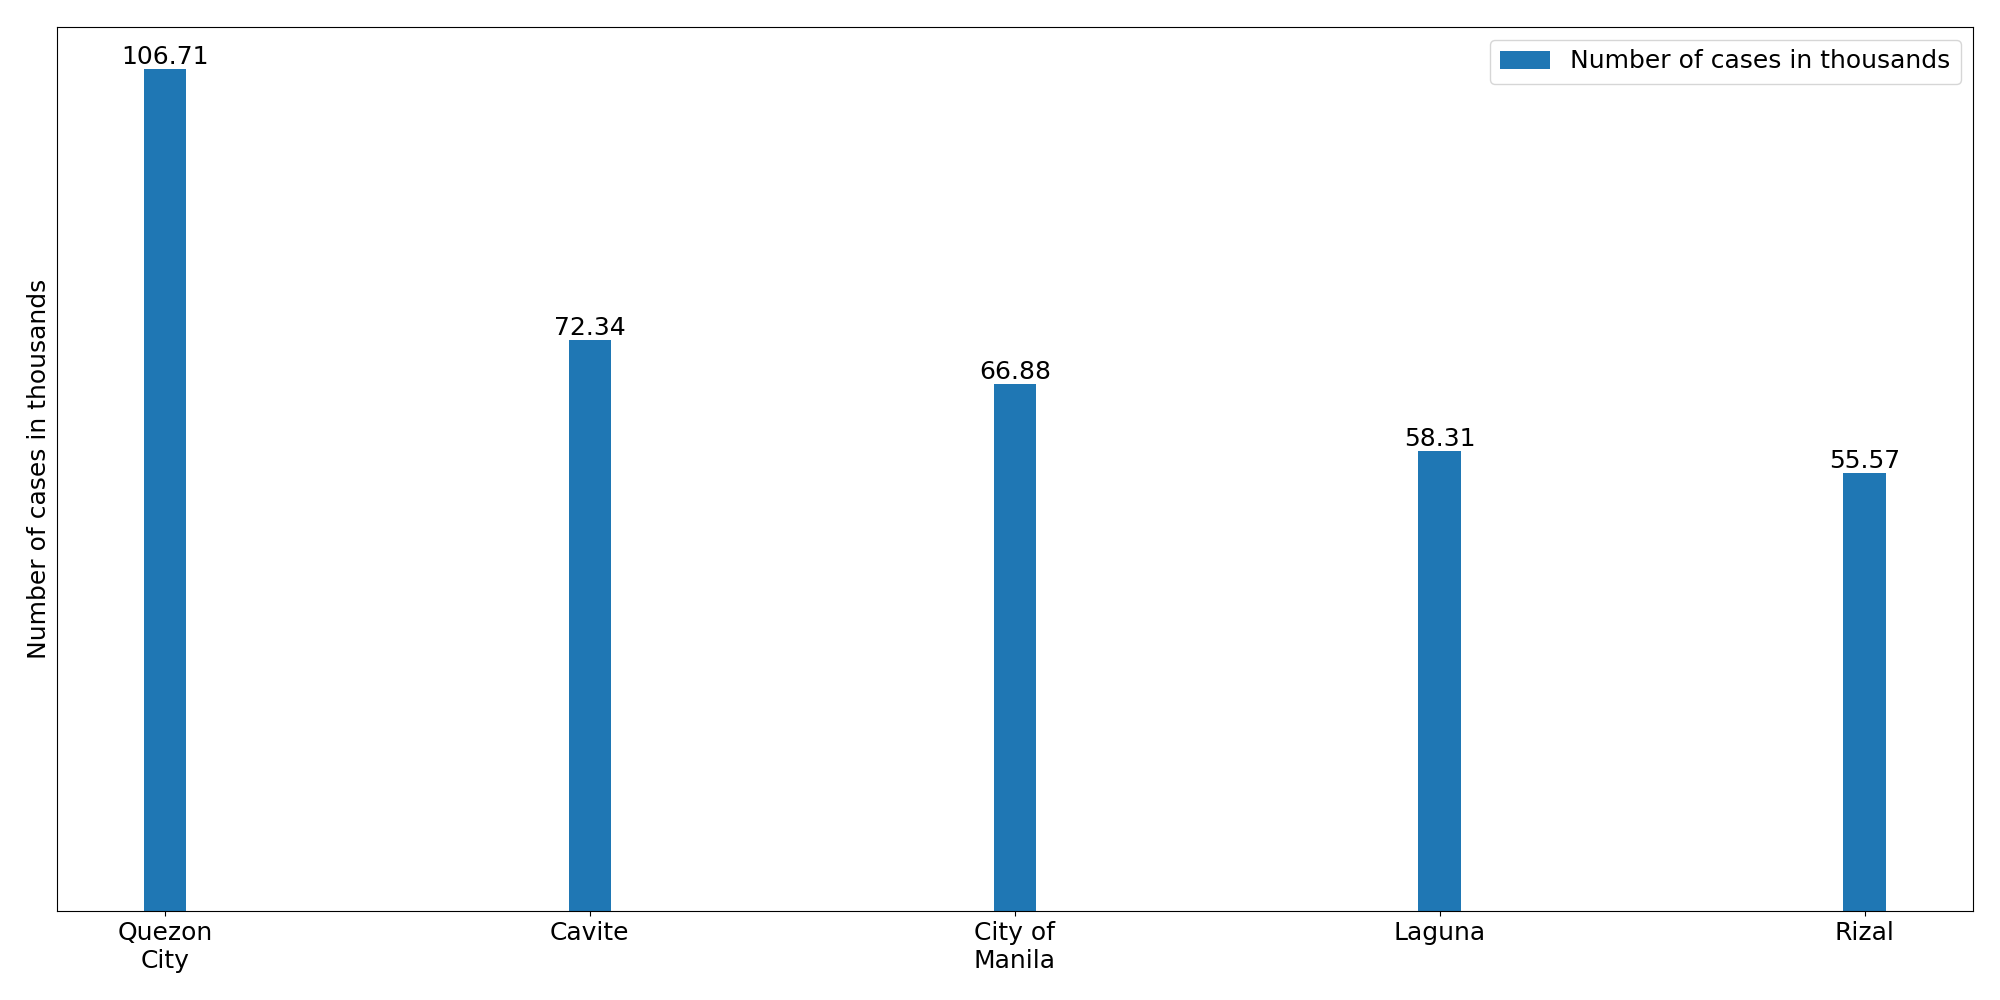 Number of cases in thousands
106.71
72.34
66.88
58.31
55.57
Number of cases in thousands
Quezon
City
Cavite
City of
Manila
Laguna
Rizal